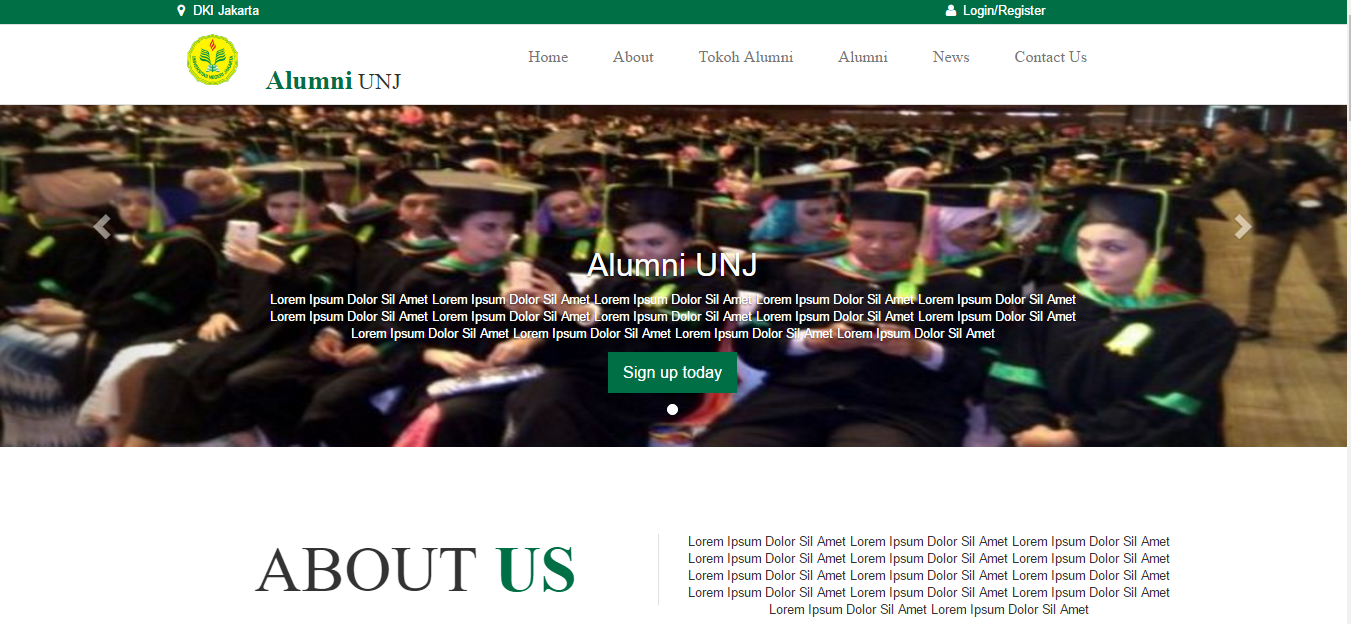 DKI Jakarta
Login/Register
UNIVERSITAS NEGERI JAKARTA
Alumni UNJ
Home
About
Tokoh Alumni
Alumni
News
Contact Us
Alumni UNJ
Lorem Ipsum Dolor Sil Amet Lorem Ipsum Dolor Sil Amet Lorem Ipsum Dolor Sil Amet Lorem Ipsum Dolor Sil Amet Lorem Ipsum Dolor Sil Amet
Lorem Ipsum Dolor Sil Amet Lorem Ipsum Dolor Sil Amet Lorem Ipsum Dolor Sil Amet Lorem Ipsum Dolor Sil Amet Lorem Ipsum Dolor Sil Amet
Lorem Ipsum Dolor Sil Amet Lorem Ipsum Dolor Sil Amet Lorem Ipsum Dolor Sil Amet Lorem Ipsum Dolor Sil Amet
Sign up today
ABOUT US
Lorem Ipsum Dolor Sil Amet Lorem Ipsum Dolor Sil Amet Lorem Ipsum Dolor Sil Amet
Lorem Ipsum Dolor Sil Amet Lorem Ipsum Dolor Sil Amet Lorem Ipsum Dolor Sil Amet
Lorem Ipsum Dolor Sil Amet Lorem Ipsum Dolor Sil Amet Lorem Ipsum Dolor Sil Amet
Lorem Ipsum Dolor Sil Amet Lorem Ipsum Dolor Sil Amet Lorem Ipsum Dolor Sil Amet
Lorem Ipsum Dolor Sil Amet Lorem Ipsum Dolor Sil Amet